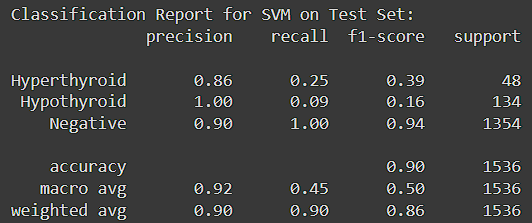 Classification Report for SVM on Test Set:
precision recall f1-score support
Hyperthyroid 0.86 0.25 0.39 48
Hypothyroid 1.00 0.09 0.16 134
Negative 0.90 1.00 0.94 1354
accuracy 0.90 1536
macro avg 0.92 0.45 0.50 1536
weighted avg 0.90 0.90 0.86 1536